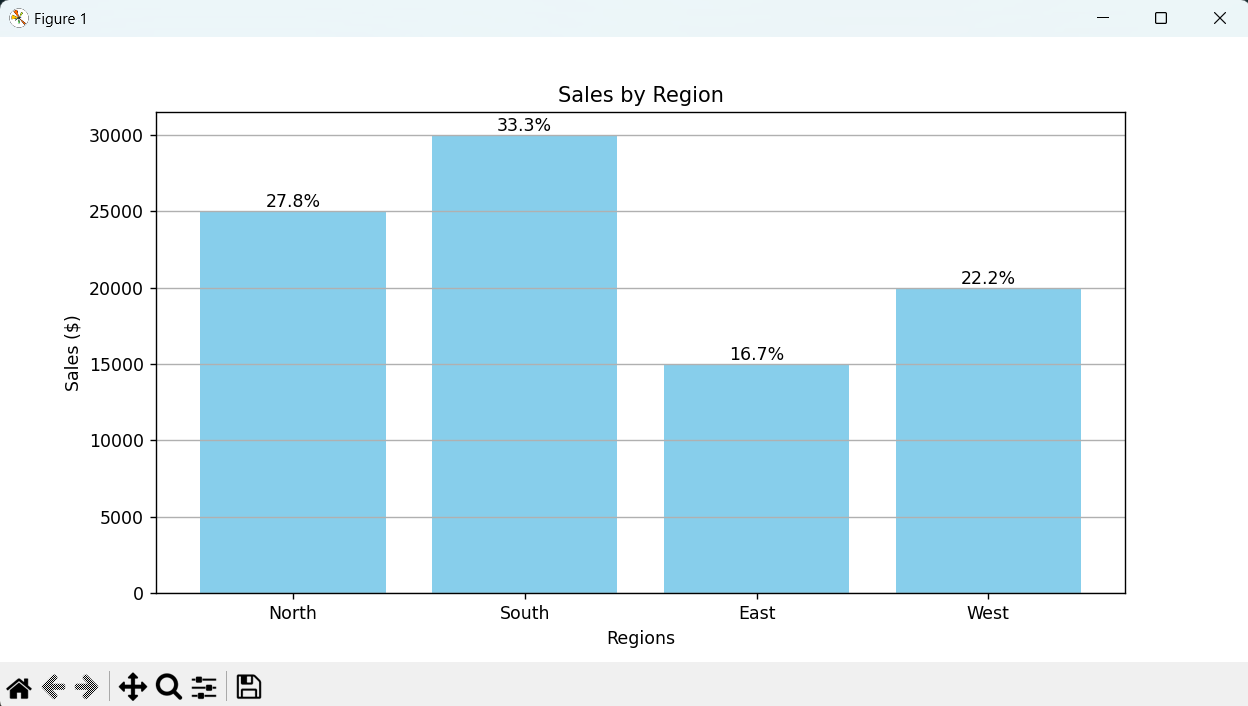 Figure 1
Sales by Region
33.3%
30000
27.8%
25000
22.2%
20000
Sales ($)
16.7%
15000
10000
5000
0
North South East West
Regions